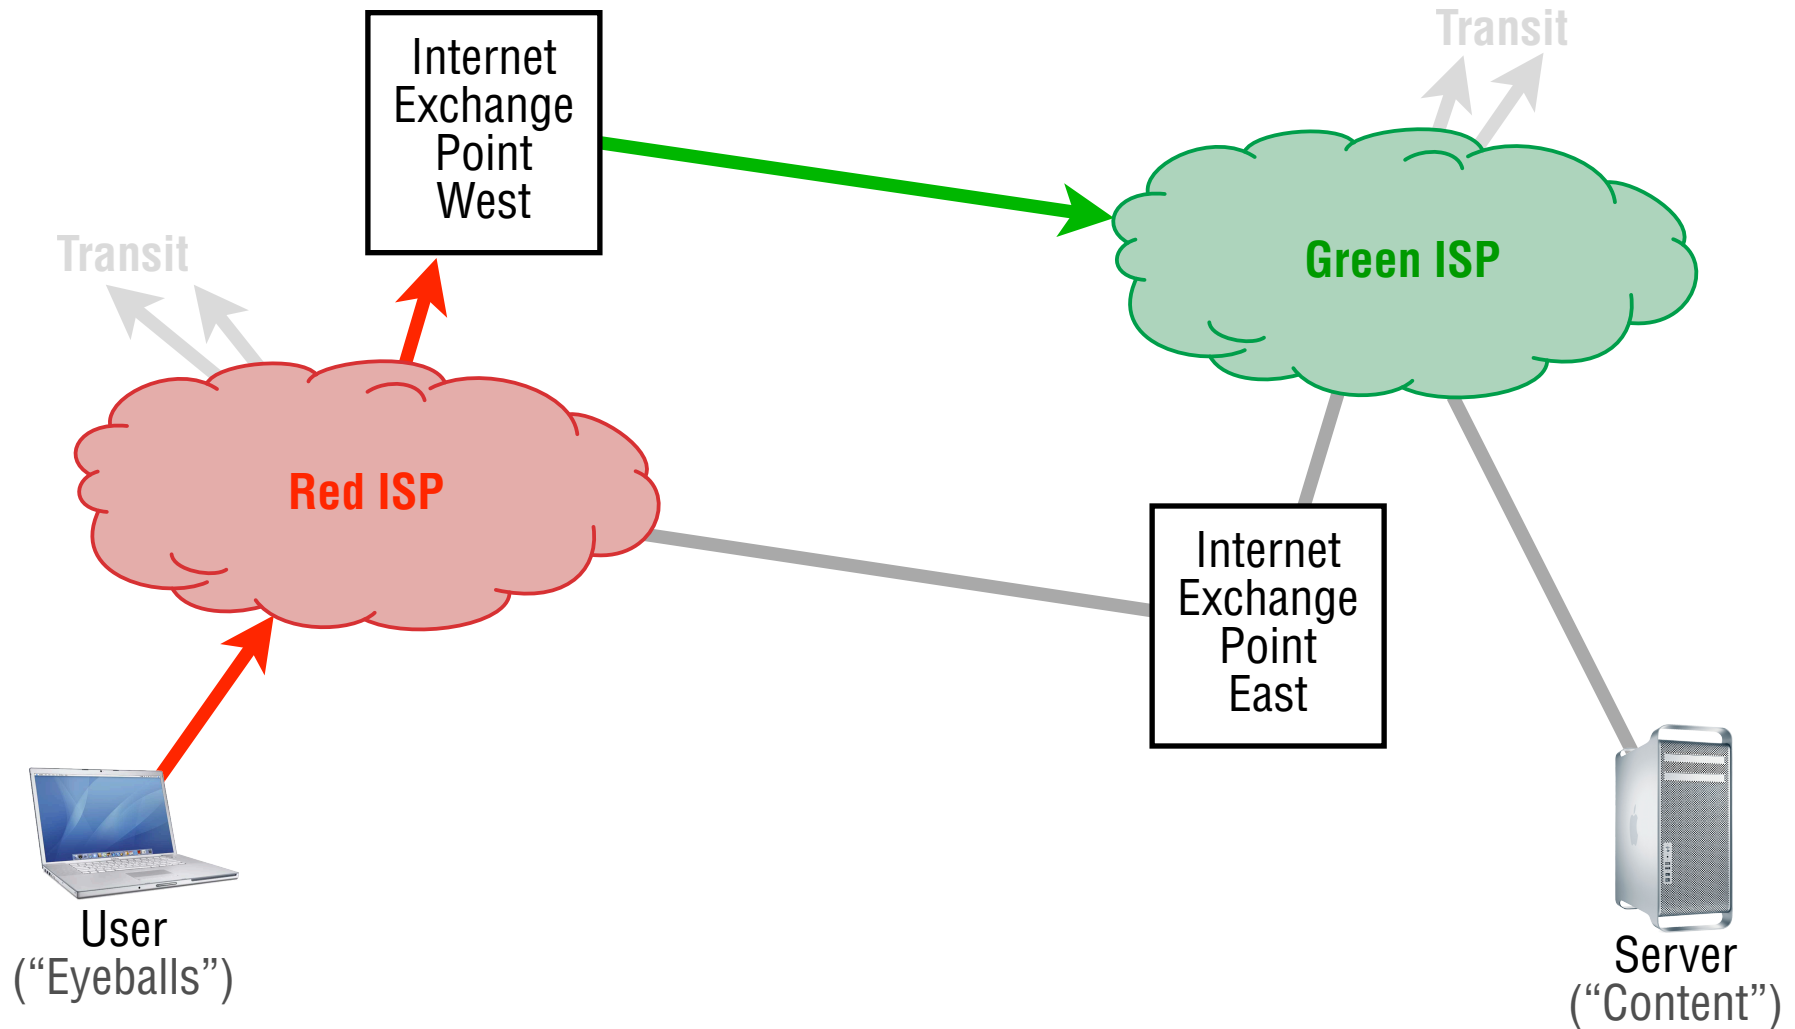 Internet
Exchange
Point
West
Transit
Transit
Green ISP
Red ISP
Internet
Exchange
Point
East
User
(“Eyeballs”)
Server
(“Content”)